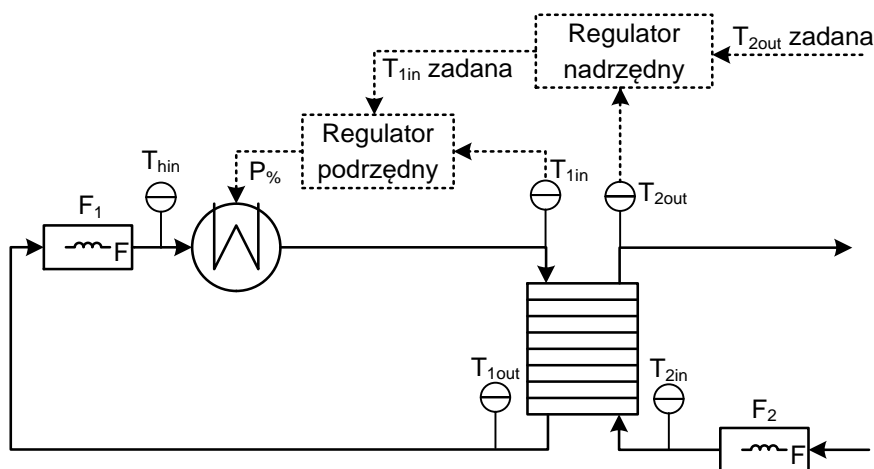 Regulator
nadrzędny
T2out zadana
T1in zadana
Regulator
podrzędny
P%
Thin
T1in
T2out
F1
F
T1out
T2in
F2
F